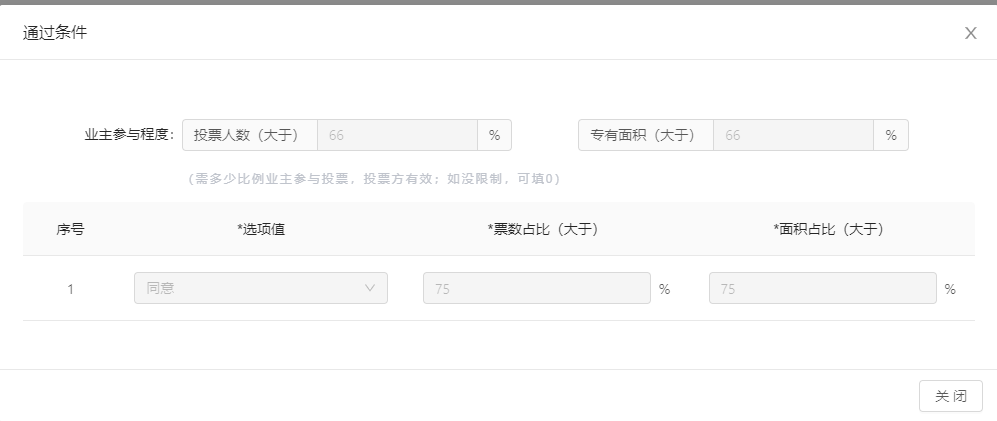 通过条件 X
业主参与程度： 投票人数（大于） 66 % 专有面积（大于） 66 %
（需多少比例业主参与投票，投票方有效；如没限制，可填0）
序号 *选项值 *票数占比（大于） *面积占比（大于）
1 同意 75 % 75 %
关 闭